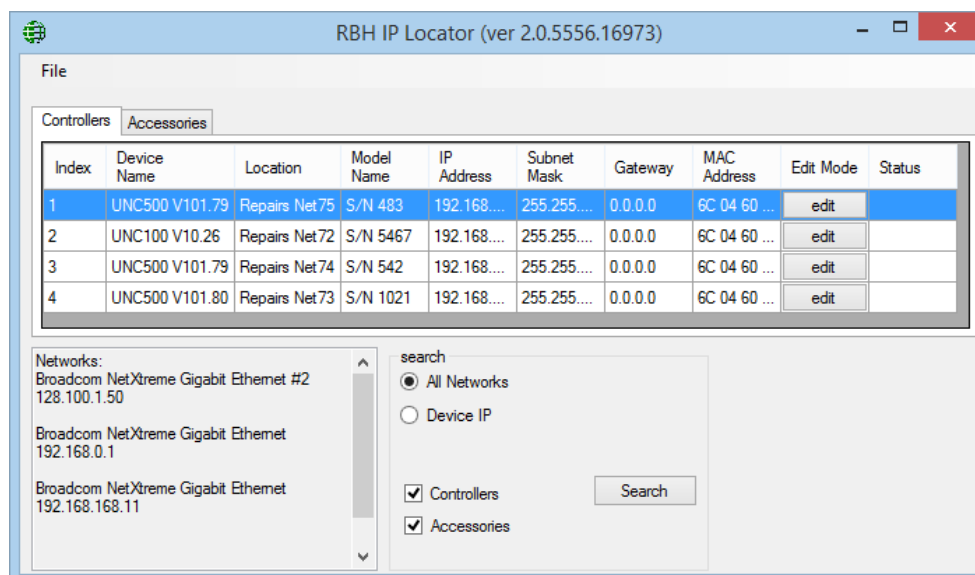 RBH IP Locator (ver 2.0.5556.16973)
File
Controllers Accessories
Index Device Name Location Model Name IP Address Subnet Mask Gateway MAC Address Edit Mode Status
1 UNC500 V101.79 Repairs Net75 S/N 483 192.168.... 255.255.... 0.0.0.0 6C 04 60 ... edit
2 UNC100 V10.26 Repairs Net72 S/N 5467 192.168.... 255.255.... 0.0.0.0 6C 04 60 ... edit
3 UNC500 V101.79 Repairs Net74 S/N 542 192.168.... 255.255.... 0.0.0.0 6C 04 60 ... edit
4 UNC500 V101.80 Repairs Net73 S/N 1021 192.168.... 255.255.... 0.0.0.0 6C 04 60 ... edit
Networks:
Broadcom NetXtreme Gigabit Ethernet #2
128.100.1.50
Broadcom NetXtreme Gigabit Ethernet
192.168.0.1
Broadcom NetXtreme Gigabit Ethernet
192.168.168.11
search
All Networks
Device IP
Controllers
Search
Accessories